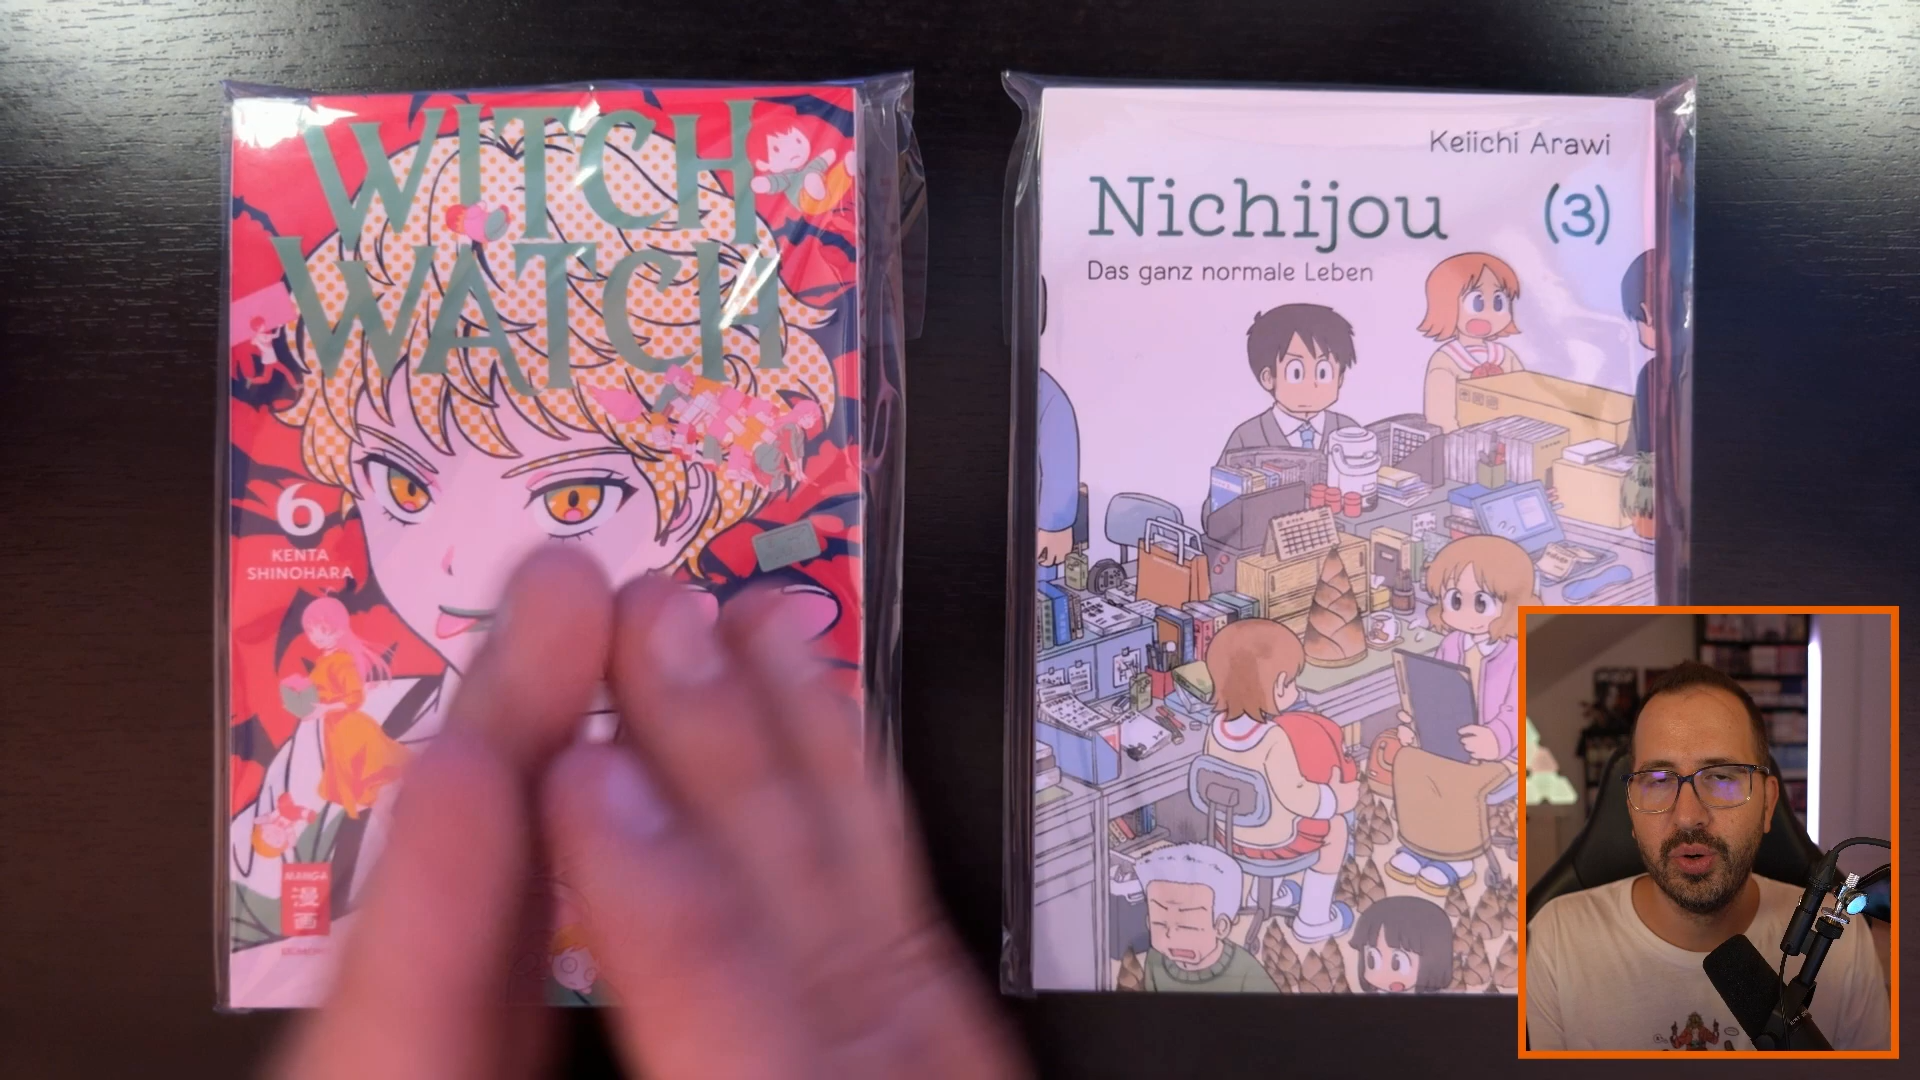 WITCH
WATCH
6
KENTA
SHINOHARA
MANGA
漫
画
Keiichi Arawi
Nichijou (3)
Das ganz normale Leben